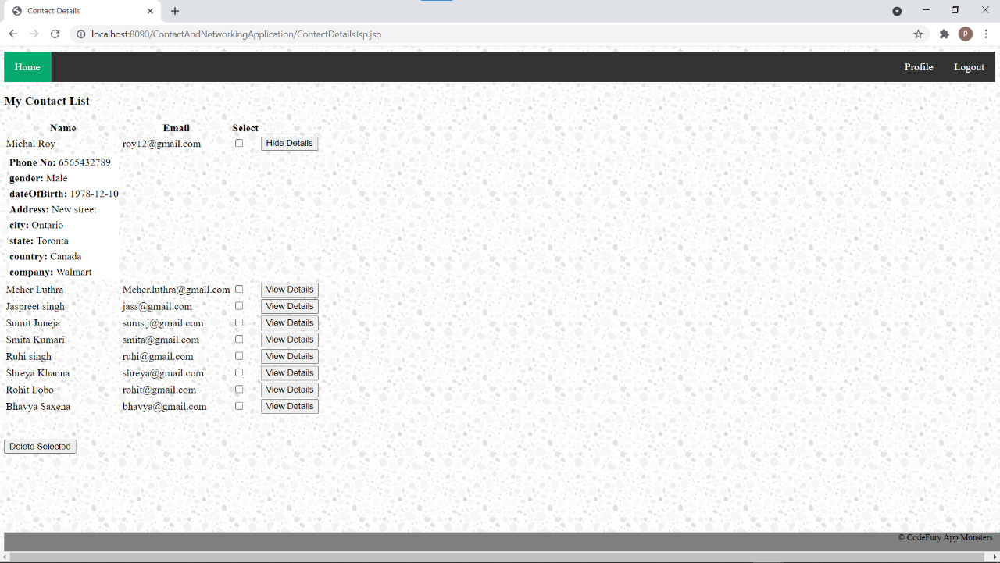 Contact Details
localhost:8090/ContactAndNetworkingApplication/ContactDetailsJsp.jsp
P
Home Profile Logout
My Contact List
Name Email Select
Michal Roy roy12@gmail.com Hide Details
Phone No: 6565432789
gender: Male
dateOfBirth: 1978-12-10
Address: New street
city: Ontario
state: Toronta
country: Canada
company: Walmart
Meher Luthra Meher.luthra@gmail.com View Details
Jaspreet singh jass@gmail.com View Details
Sumit Juneja sums.j@gmail.com View Details
Smita Kumari smita@gmail.com View Details
Ruhi singh ruhi@gmail.com View Details
Shreya Khanna shreya@gmail.com View Details
Rohit Lobo rohit@gmail.com View Details
Bhavya Saxena bhavya@gmail.com View Details
Delete Selected
© CodeFury App Monsters